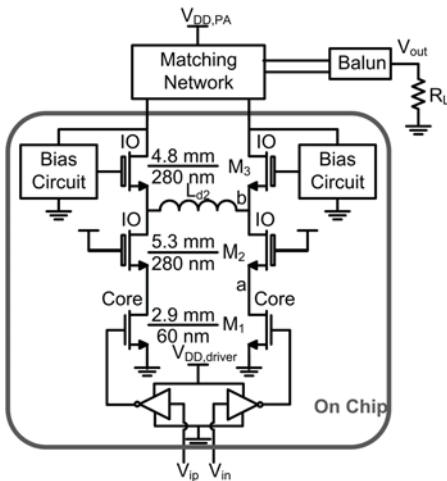 V_DD,PA
Matching Network
Balun
V_out
R_L
IO
IO
Bias Circuit
4.8 mm
280 nm
M_3
Bias Circuit
L_d2
b
IO
IO
5.3 mm
280 nm
M_2
a
Core
Core
2.9 mm
60 nm
M_1
V_DD,driver
On Chip
V_ip
V_in